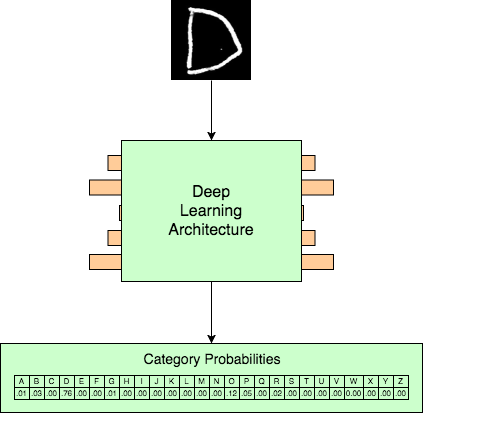 D
Deep
Learning
Architecture
Category Probabilities
A B C D E F G H I J K L M N O P Q R S T U V W X Y Z
.01 .03 .00 .76 .00 .00 .01 .00 .00 .00 .00 .00 .00 .00 .12 .05 .00 .02 .00 .00 .00 .00 0.00 .00 .00 .00